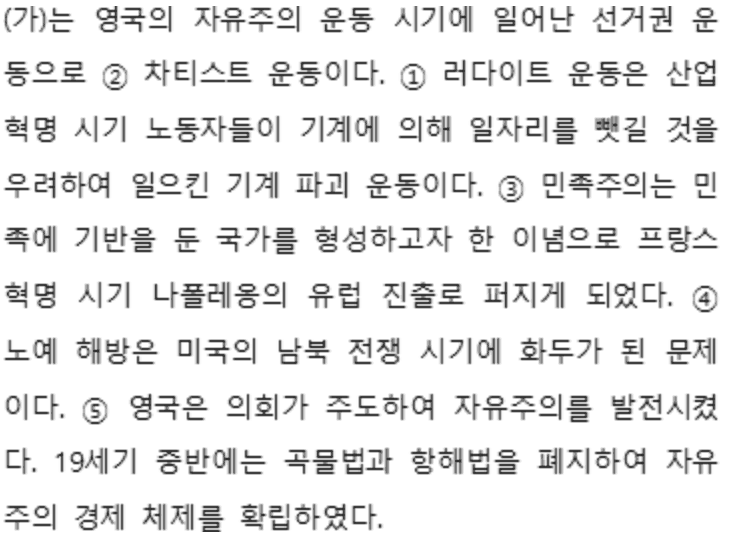 (가)는 영국의 자유주의 운동 시기에 일어난 선거권 운
동으로 ② 차티스트 운동이다. ① 러다이트 운동은 산업
혁명 시기 노동자들이 기계에 의해 일자리를 뺏길 것을
우려하여 일으킨 기계 파괴 운동이다. ③ 민족주의는 민
족에 기반을 둔 국가를 형성하고자 한 이념으로 프랑스
혁명 시기 나폴레옹의 유럽 진출로 퍼지게 되었다. ④
노예 해방은 미국의 남북 전쟁 시기에 화두가 된 문제
이다. ⑤ 영국은 의회가 주도하여 자유주의를 발전시켰
다. 19세기 중반에는 곡물법과 항해법을 폐지하여 자유
주의 경제 체제를 확립하였다.